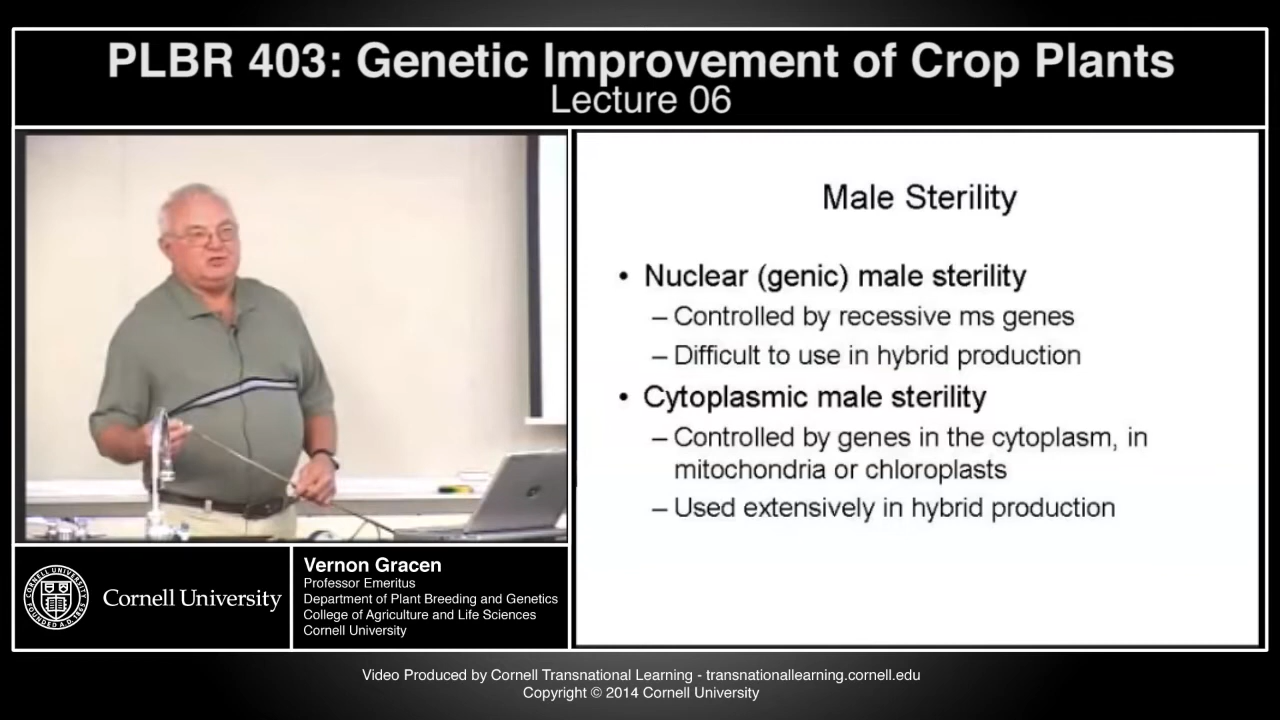 PLBR 403: Genetic Improvement of Crop Plants
Lecture 06
Male Sterility
• Nuclear (genic) male sterility
– Controlled by recessive ms genes
– Difficult to use in hybrid production
• Cytoplasmic male sterility
– Controlled by genes in the cytoplasm, in
mitochondria or chloroplasts
– Used extensively in hybrid production
Cornell University
Vernon Gracen
Professor Emeritus
Department of Plant Breeding and Genetics
College of Agriculture and Life Sciences
Cornell University
Video Produced by Cornell Transnational Learning - transnationallearning.cornell.edu
Copyright © 2014 Cornell University